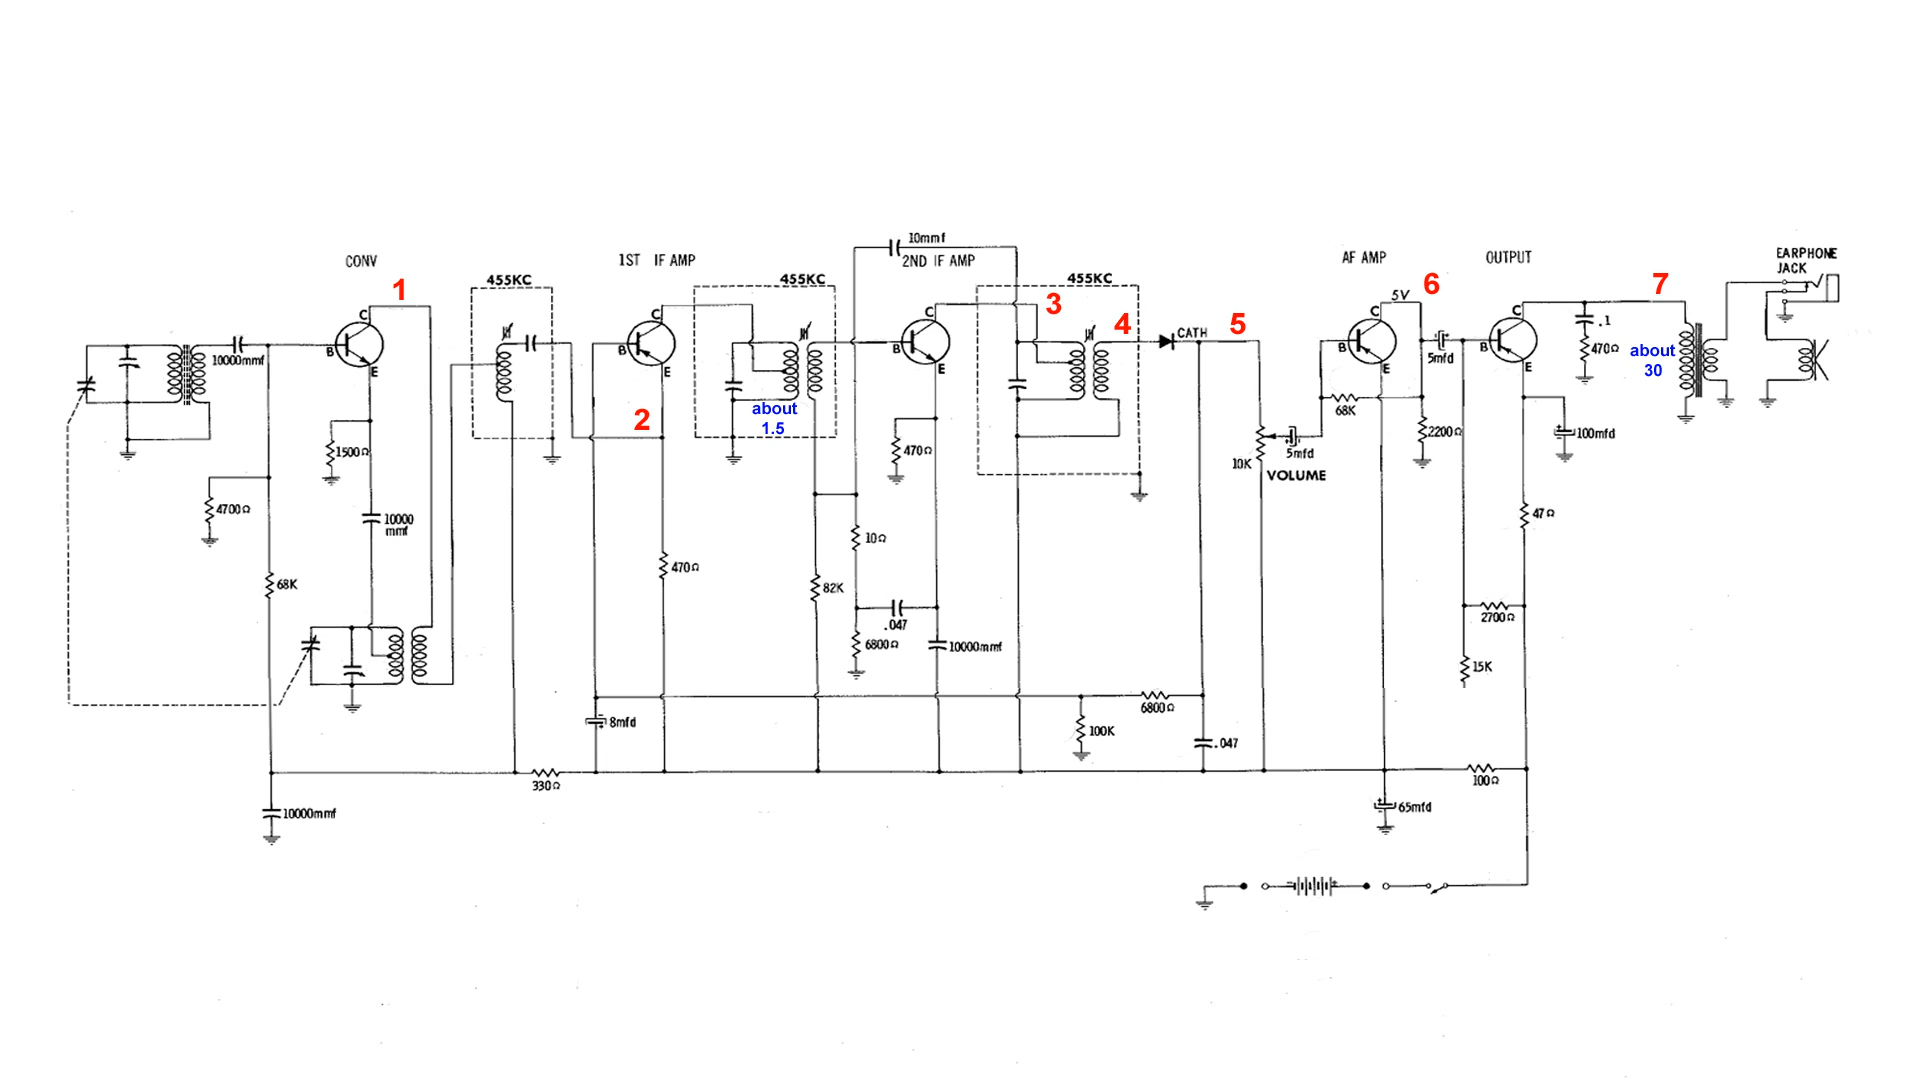 CONV
1ST IF AMP
2ND IF AMP
AF AMP
OUTPUT
EARPHONE
JACK
455KC
455KC
455KC
10mmf
1
2
3
4
5
6
7
C
B
E
C
B
E
C
B
E
C
B
E
C
B
E
5V
CATH
10000mmf
1500Ω
4700Ω
10000
mmf
68K
about
1.5
470Ω
470Ω
10Ω
82K
.047
6800Ω
10000mmf
8mfd
330Ω
10000mmf
100K
6800Ω
.047
10K
5mfd
VOLUME
68K
2200Ω
5mfd
.1
470Ω
about
30
100mfd
47Ω
2700Ω
15K
100Ω
65mfd